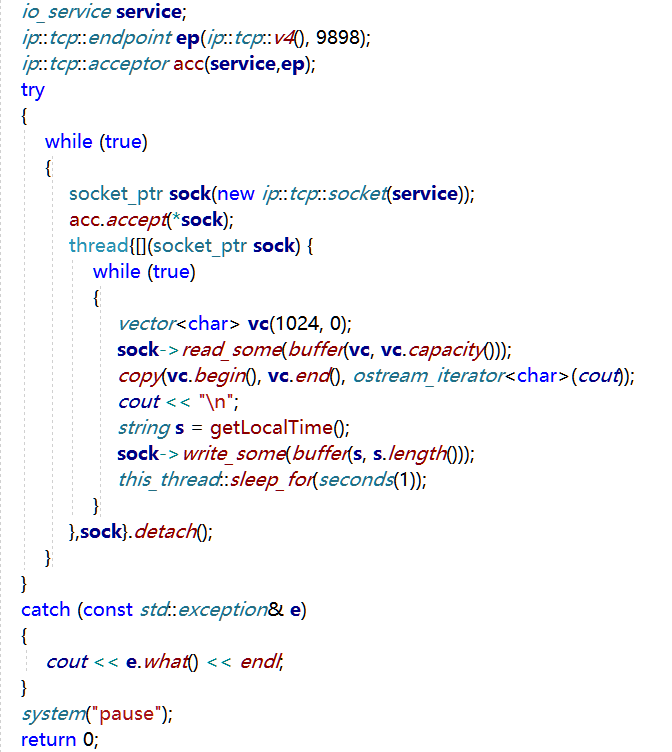 io_service service;
ip::tcp::endpoint ep(ip::tcp::v4(), 9898);
ip::tcp::acceptor acc(service,ep);
try
{
while (true)
{
socket_ptr sock(new ip::tcp::socket(service));
acc.accept(*sock);
thread{[](socket_ptr sock) {
while (true)
{
vector<char> vc(1024, 0);
sock->read_some(buffer(vc, vc.capacity()));
copy(vc.begin(), vc.end(), ostream_iterator<char>(cout));
cout << "\n";
string s = getLocalTime();
sock->write_some(buffer(s, s.length()));
this_thread::sleep_for(seconds(1));
}
},sock}.detach();
}
}
catch (const std::exception& e)
{
cout << e.what() << endl;
}
system("pause");
return 0;